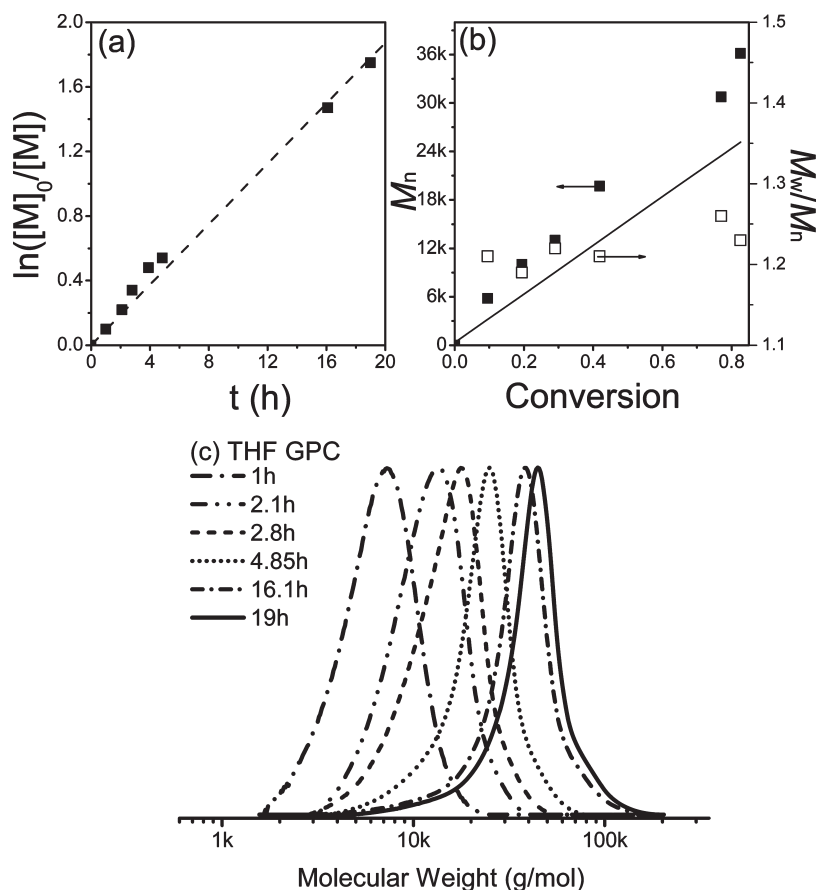 (a)
2.0
1.6
1.2
0.8
0.4
0.0
0 4 8 12 16 20
ln([M]₀/[M])
t (h)
(b)
36k
30k
24k
18k
12k
6k
0
1.5
1.4
1.3
1.2
1.1
0.0 0.2 0.4 0.6 0.8
Mₙ
M_w/Mₙ
Conversion
(c) THF GPC
1h
2.1h
2.8h
4.85h
16.1h
19h
1k 10k 100k
Molecular Weight (g/mol)